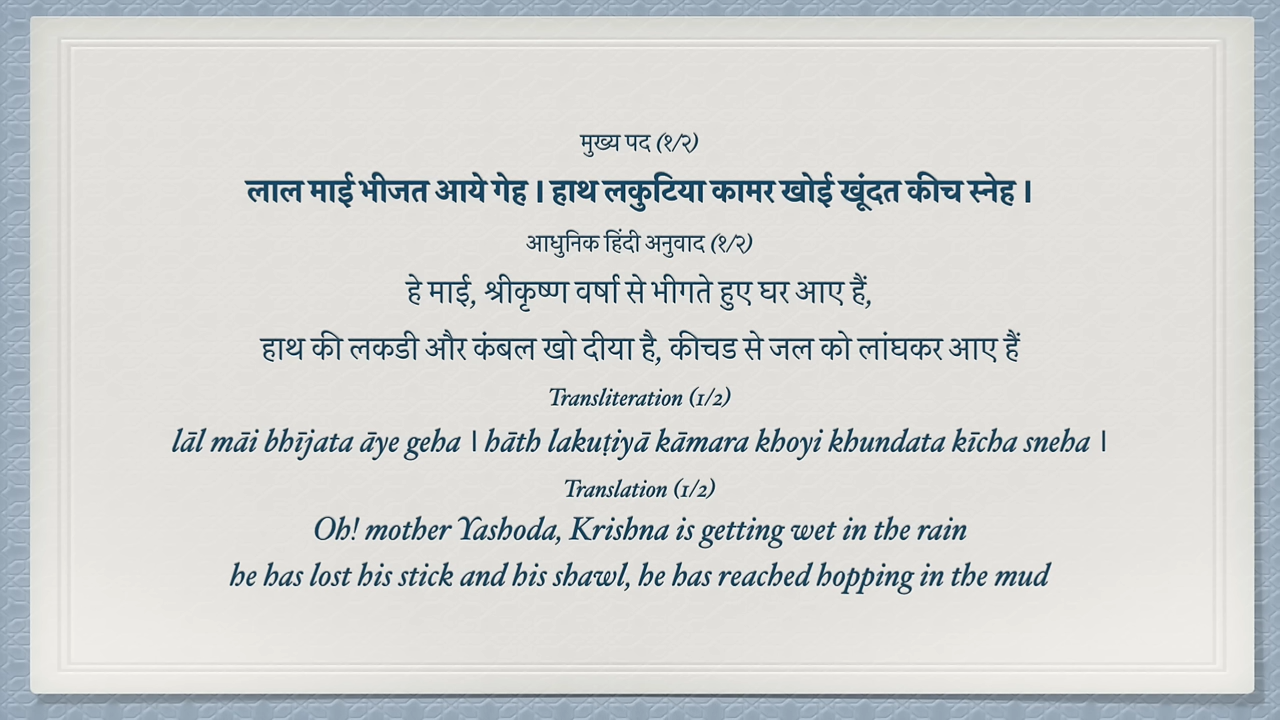 मुख्य पद (१/२)
लाल माई भीजत आये गेह । हाथ लकुटिया कामर खोई खूंदत कीच स्नेह ।
आधुनिक हिंदी अनुवाद (१/२)
हे माई, श्रीकृष्ण वर्षा से भीगते हुए घर आए हैं,
हाथ की लकडी और कंबल खो दीया है, कीचड से जल को लांघकर आए हैं
Transliteration (1/2)
lāl māi bhījata āye geha | hāth lakuṭiyā kāmara khoyi khundata kīcha sneha |
Translation (1/2)
Oh! mother Yashoda, Krishna is getting wet in the rain
he has lost his stick and his shawl, he has reached hopping in the mud